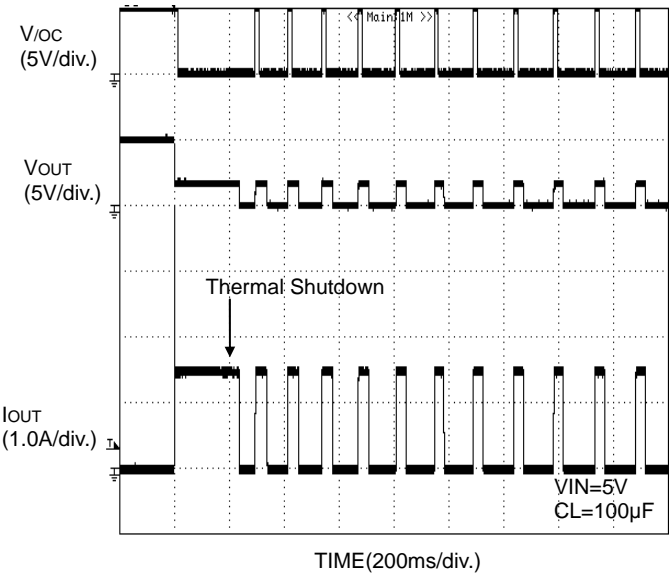 << Main:1M >>
V/OC
(5V/div.)
VOUT
(5V/div.)
Thermal Shutdown
IOUT
(1.0A/div.)
T
VIN=5V
CL=100µF
TIME(200ms/div.)